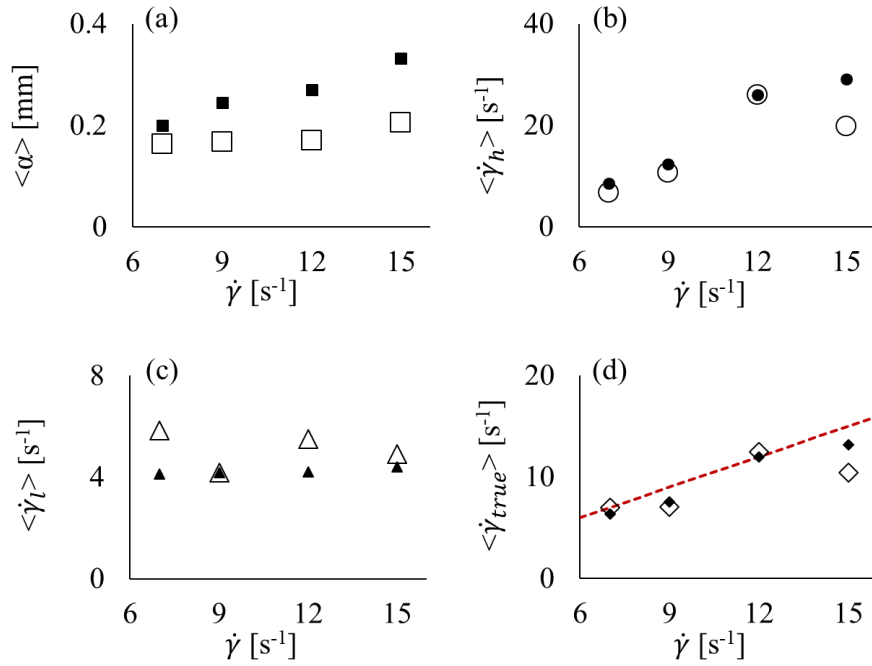 (a)
<α> [mm]
0.4
0.2
0
6 9 12 15
γ̇ [s⁻¹]
(b)
<γ̇ₕ> [s⁻¹]
40
20
0
6 9 12 15
γ̇ [s⁻¹]
(c)
<γ̇ₗ> [s⁻¹]
8
4
0
6 9 12 15
γ̇ [s⁻¹]
(d)
<γ̇ₜᵣᵤₑ> [s⁻¹]
20
10
0
6 9 12 15
γ̇ [s⁻¹]